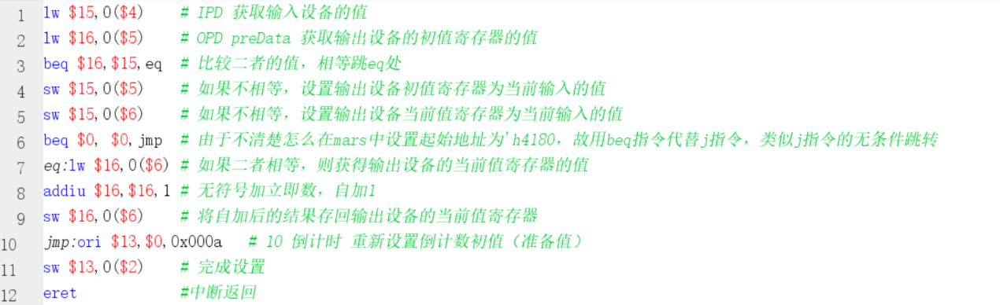 1 lw $15,0($4) # IPD 获取输入设备的值
2 lw $16,0($5) # OPD preData 获取输出设备的初值寄存器的值
3 beq $16,$15,eq # 比较二者的值，相等跳eq处
4 sw $15,0($5) # 如果不相等，设置输出设备初值寄存器为当前输入的值
5 sw $15,0($6) # 如果不相等，设置输出设备当前值寄存器为当前输入的值
6 beq $0, $0,jmp # 由于不清楚怎么在mars中设置起始地址为'h4180，故用beq指令代替j指令，类似j指令的无条件跳转
7 eq:lw $16,0($6) # 如果二者相等，则获得输出设备的当前值寄存器的值
8 addiu $16,$16,1 # 无符号加立即数，自加1
9 sw $16,0($6) # 将自加后的结果存回输出设备的当前值寄存器
10 jmp:ori $13,$0,0x000a # 10 倒计时 重新设置倒计数初值（准备值）
11 sw $13,0($2) # 完成设置
12 eret #中断返回